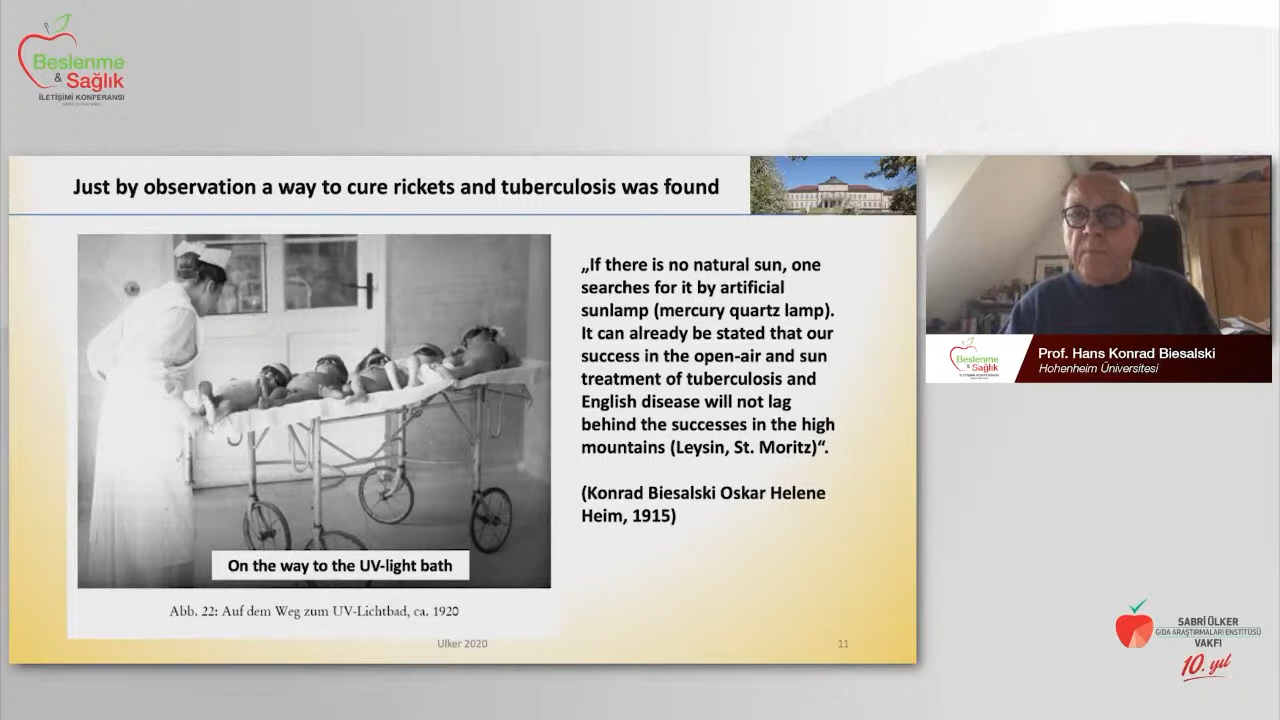 Beslenme
& Sağlık
İLETİŞİMİ KONFERANSI
Just by observation a way to cure rickets and tuberculosis was found
„If there is no natural sun, one
searches for it by artificial
sunlamp (mercury quartz lamp).
It can already be stated that our
success in the open-air and sun
treatment of tuberculosis and
English disease will not lag
behind the successes in the high
mountains (Leysin, St. Moritz)“.
(Konrad Biesalski Oskar Helene
Heim, 1915)
On the way to the UV-light bath
Abb. 22: Auf dem Weg zum UV-Lichtbad, ca. 1920
Ulker 2020
11
Beslenme
& Sağlık
İLETİŞİMİ KONFERANSI
Prof. Hans Konrad Biesalski
Hohenheim Üniversitesi
SABRİ ÜLKER
GIDA ARAŞTIRMALARI ENSTİTÜSÜ
VAKFI
10. yıl